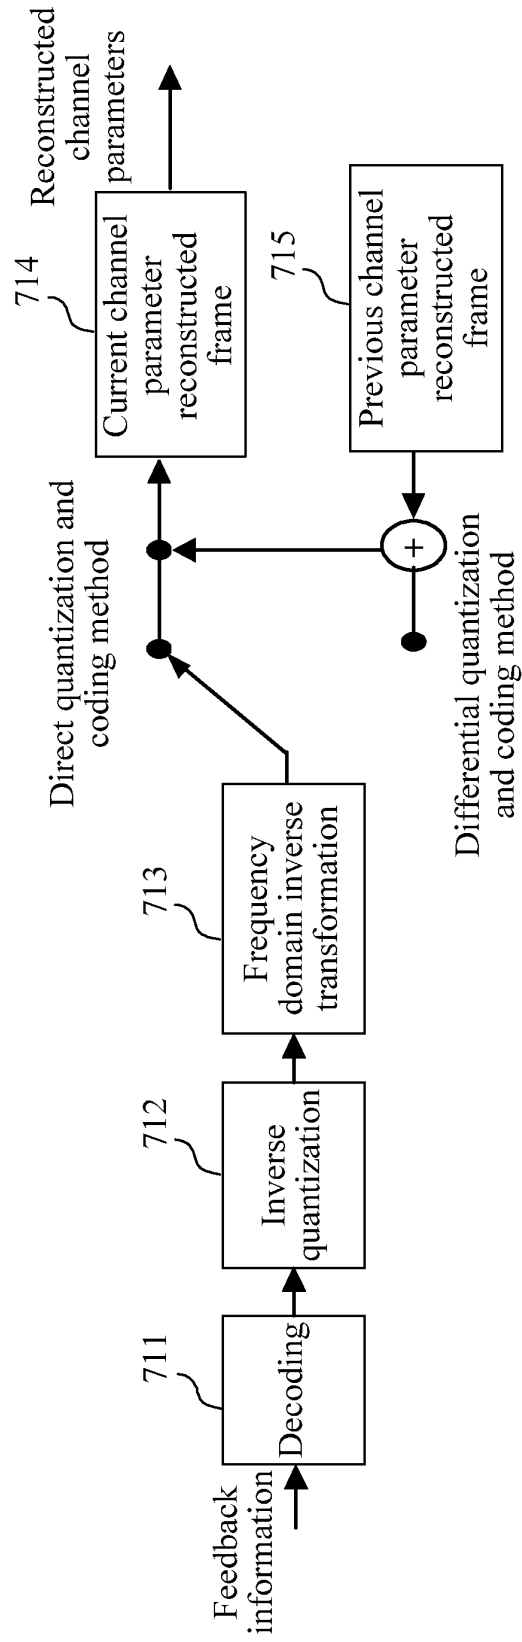 Feedback
information
711
Decoding
712
Inverse
quantization
713
Frequency
domain inverse
transformation
Direct quantization and
coding method
Differential quantization
and coding method
+
714
Current channel
parameter
reconstructed
frame
715
Previous channel
parameter
reconstructed
frame
Reconstructed
channel
parameters